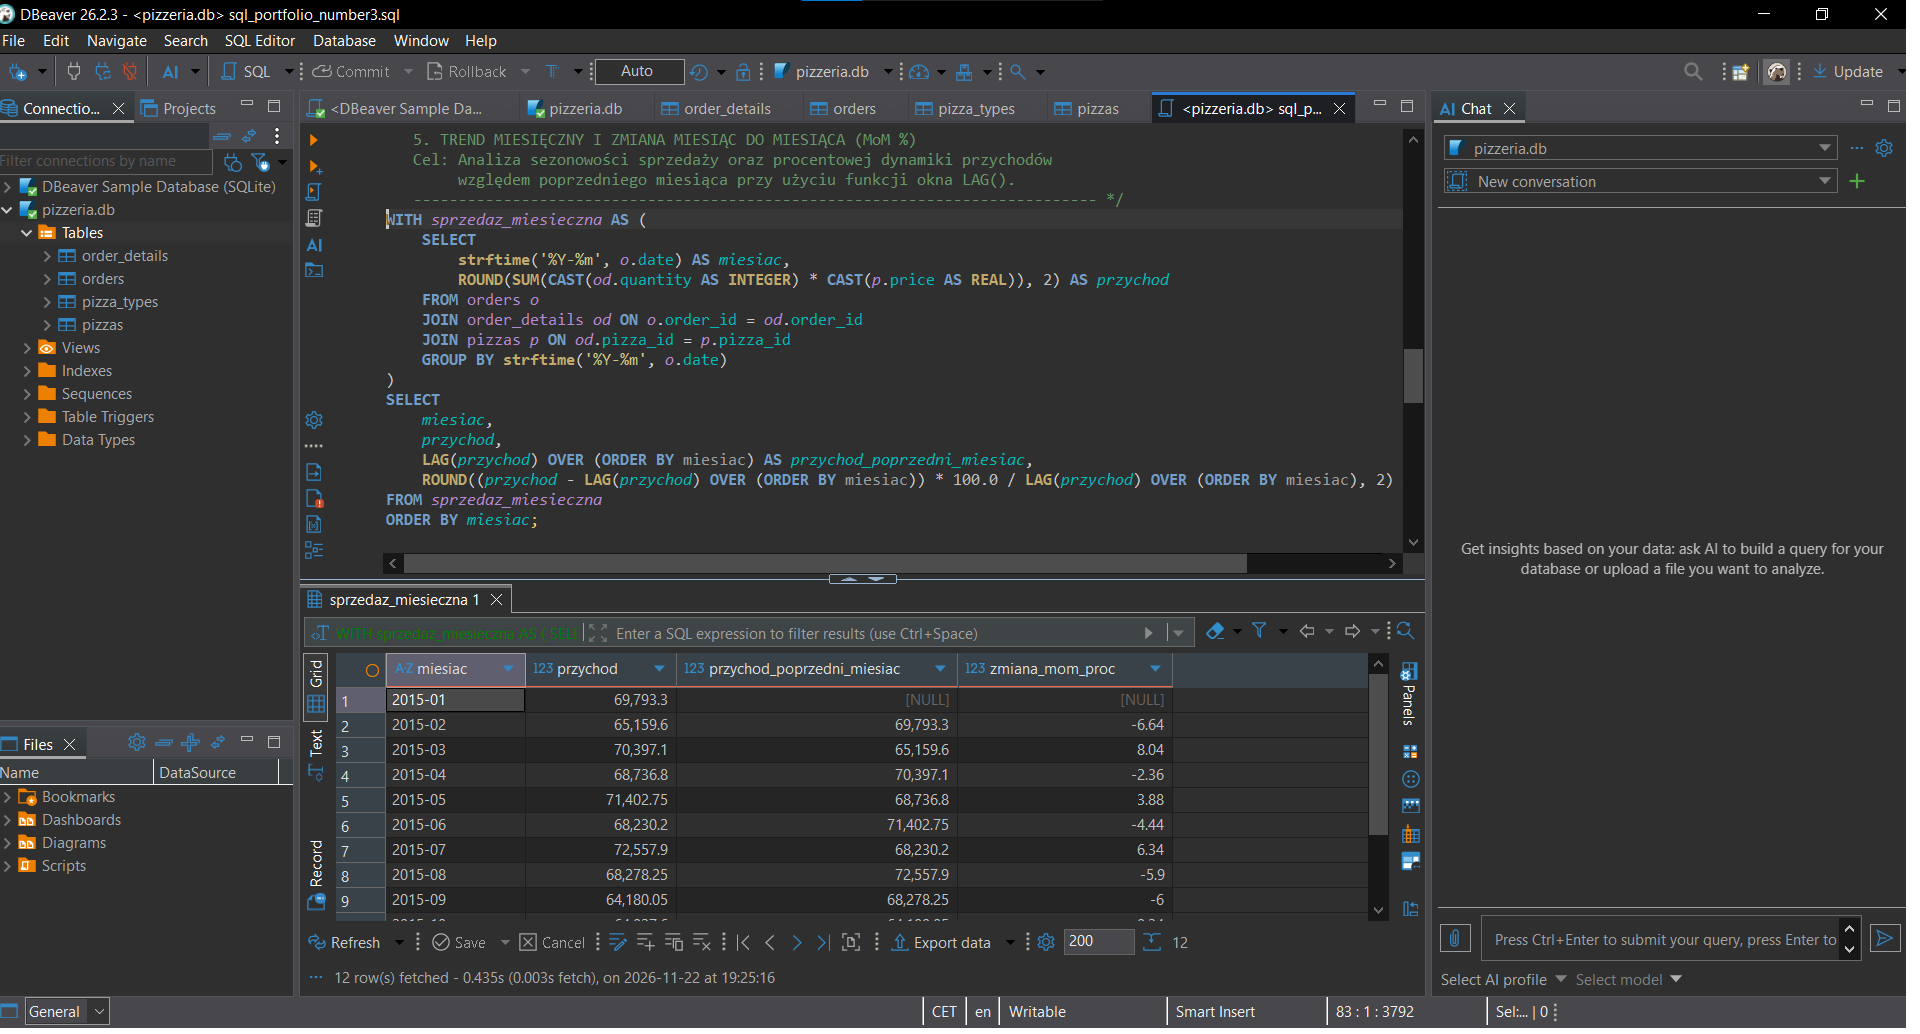 DBeaver 26.2.3 - <pizzeria.db> sql_portfolio_number3.sql
File Edit Navigate Search SQL Editor Database Window Help
AI SQL Commit Rollback T Auto pizzeria.db Update
Connectio... Projects
Filter connections by name
DBeaver Sample Database (SQLite)
pizzeria.db
Tables
order_details
orders
pizza_types
pizzas
Views
Indexes
Sequences
Table Triggers
Data Types
Files
Name DataSource
Bookmarks
Dashboards
Diagrams
Scripts
<DBeaver Sample Da... pizzeria.db order_details orders pizza_types pizzas <pizzeria.db> sql_p...
AI
5. TREND MIESIĘCZNY I ZMIANA MIESIĄC DO MIESIĄCA (MoM %)
Cel: Analiza sezonowości sprzedaży oraz procentowej dynamiki przychodów
względem poprzedniego miesiąca przy użyciu funkcji okna LAG().
---------------------------------------------------------------------------- */
WITH sprzedaz_miesieczna AS (
SELECT
strftime('%Y-%m', o.date) AS miesiac,
ROUND(SUM(CAST(od.quantity AS INTEGER) * CAST(p.price AS REAL)), 2) AS przychod
FROM orders o
JOIN order_details od ON o.order_id = od.order_id
JOIN pizzas p ON od.pizza_id = p.pizza_id
GROUP BY strftime('%Y-%m', o.date)
)
SELECT
miesiac,
przychod,
LAG(przychod) OVER (ORDER BY miesiac) AS przychod_poprzedni_miesiac,
ROUND((przychod - LAG(przychod) OVER (ORDER BY miesiac)) * 100.0 / LAG(przychod) OVER (ORDER BY miesiac), 2)
FROM sprzedaz_miesieczna
ORDER BY miesiac;
sprzedaz_miesieczna 1
WITH sprzedaz_miesieczna AS ( SEL Enter a SQL expression to filter results (use Ctrl+Space)
Grid
Text
Record
A-Z miesiac 123 przychod 123 przychod_poprzedni_miesiac 123 zmiana_mom_proc
1 2015-01 69,793.3 [NULL] [NULL]
2 2015-02 65,159.6 69,793.3 -6.64
3 2015-03 70,397.1 65,159.6 8.04
4 2015-04 68,736.8 70,397.1 -2.36
5 2015-05 71,402.75 68,736.8 3.88
6 2015-06 68,230.2 71,402.75 -4.44
7 2015-07 72,557.9 68,230.2 6.34
8 2015-08 68,278.25 72,557.9 -5.9
9 2015-09 64,180.05 68,278.25 -6
Panels
Refresh Save Cancel Export data 200 12
12 row(s) fetched - 0.435s (0.003s fetch), on 2026-11-22 at 19:25:16
AI Chat
pizzeria.db
New conversation
Get insights based on your data: ask AI to build a query for your
database or upload a file you want to analyze.
Press Ctrl+Enter to submit your query, press Enter to
Select AI profile Select model
General CET en Writable Smart Insert 83 : 1 : 3792 Sel:... | 0